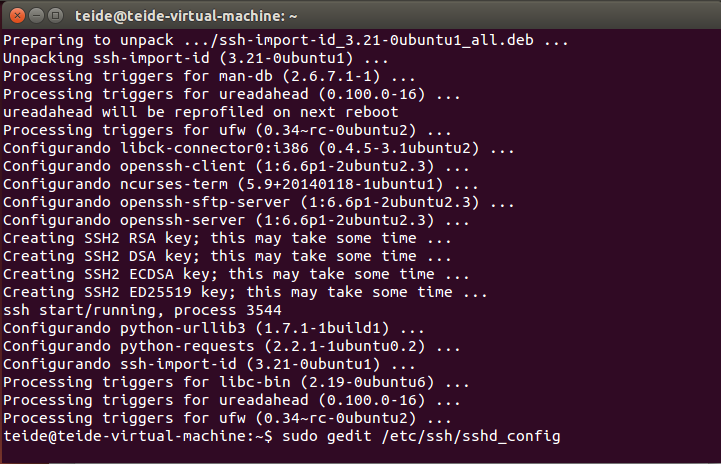 teide@teide-virtual-machine: ~
Preparing to unpack .../ssh-import-id_3.21-0ubuntu1_all.deb ...
Unpacking ssh-import-id (3.21-0ubuntu1) ...
Processing triggers for man-db (2.6.7.1-1) ...
Processing triggers for ureadahead (0.100.0-16) ...
ureadahead will be reprofiled on next reboot
Processing triggers for ufw (0.34~rc-0ubuntu2) ...
Configurando libck-connector0:i386 (0.4.5-3.1ubuntu2) ...
Configurando openssh-client (1:6.6p1-2ubuntu2.3) ...
Configurando ncurses-term (5.9+20140118-1ubuntu1) ...
Configurando openssh-sftp-server (1:6.6p1-2ubuntu2.3) ...
Configurando openssh-server (1:6.6p1-2ubuntu2.3) ...
Creating SSH2 RSA key; this may take some time ...
Creating SSH2 DSA key; this may take some time ...
Creating SSH2 ECDSA key; this may take some time ...
Creating SSH2 ED25519 key; this may take some time ...
ssh start/running, process 3544
Configurando python-urllib3 (1.7.1-1build1) ...
Configurando python-requests (2.2.1-1ubuntu0.2) ...
Configurando ssh-import-id (3.21-0ubuntu1) ...
Processing triggers for libc-bin (2.19-0ubuntu6) ...
Processing triggers for ureadahead (0.100.0-16) ...
Processing triggers for ufw (0.34~rc-0ubuntu2) ...
teide@teide-virtual-machine:~$ sudo gedit /etc/ssh/sshd_config